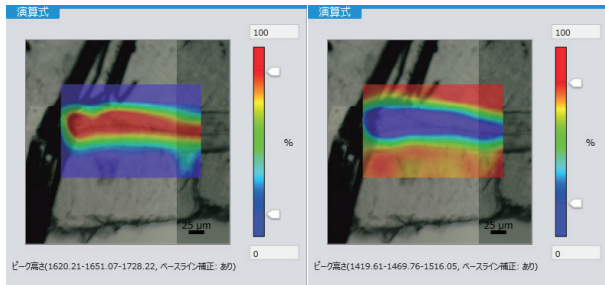 演算式
100
%
25 μm
0
ピーク高さ(1620.21-1651.07-1728.22, ベースライン補正: あり)
演算式
100
%
25 μm
0
ピーク高さ(1419.61-1469.76-1516.05, ベースライン補正: あり)